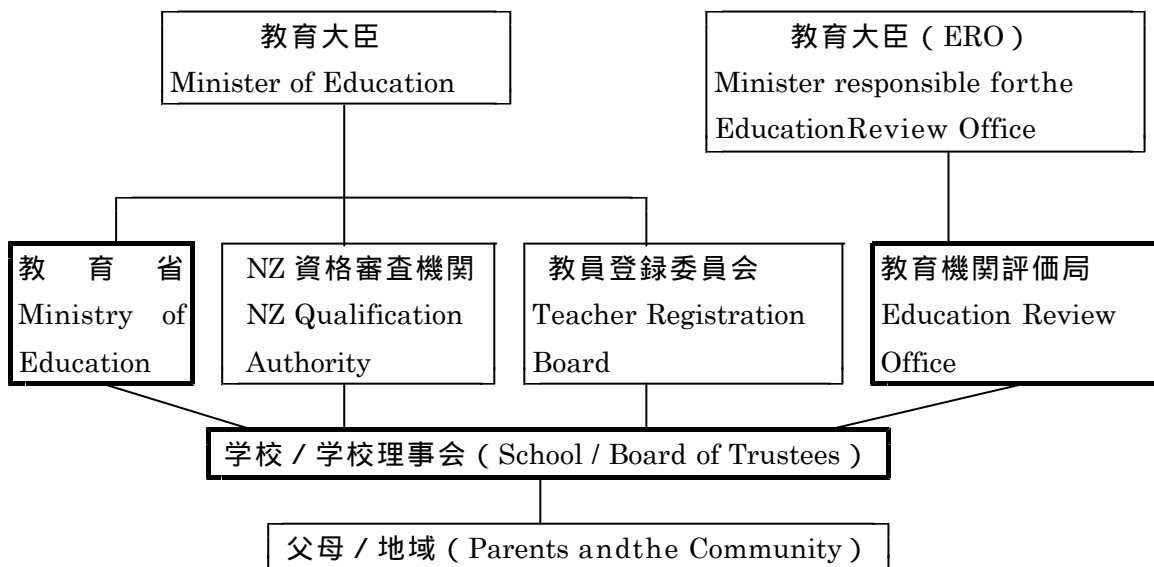 教育大臣
Minister of Education
教育大臣 ( ERO )
Minister responsible forthe
EducationReview Office
教育省
Ministry of
Education
NZ 資格審査機関
NZ Qualification
Authority
教員登録委員会
Teacher Registration
Board
教育機関評価局
Education Review
Office
学校 / 学校理事会 ( School / Board of Trustees )
父母 / 地域 ( Parents andthe Community )